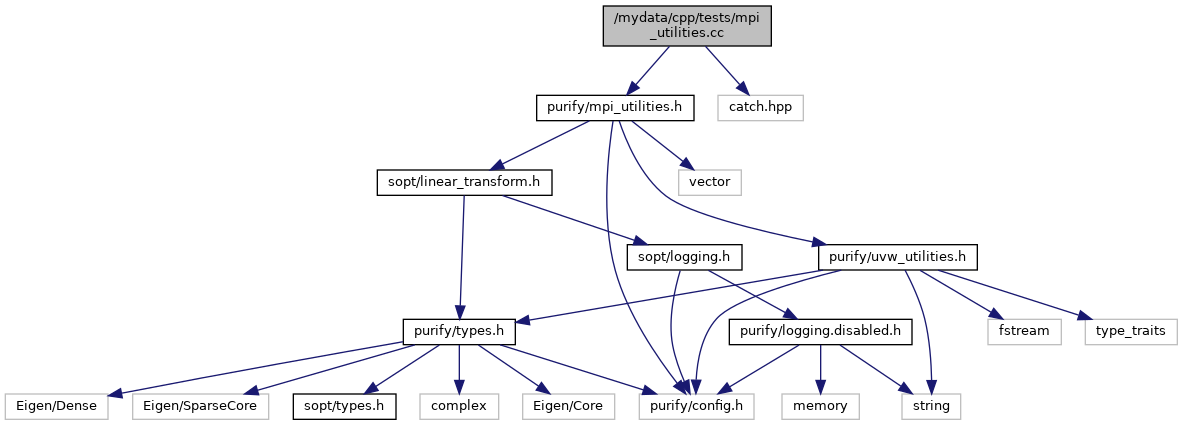 /mydata/cpp/tests/mpi
_utilities.cc
purify/mpi_utilities.h
catch.hpp
sopt/linear_transform.h
vector
sopt/logging.h
purify/uvw_utilities.h
purify/types.h
purify/logging.disabled.h
fstream
type_traits
Eigen/Dense
Eigen/SparseCore
sopt/types.h
complex
Eigen/Core
purify/config.h
memory
string